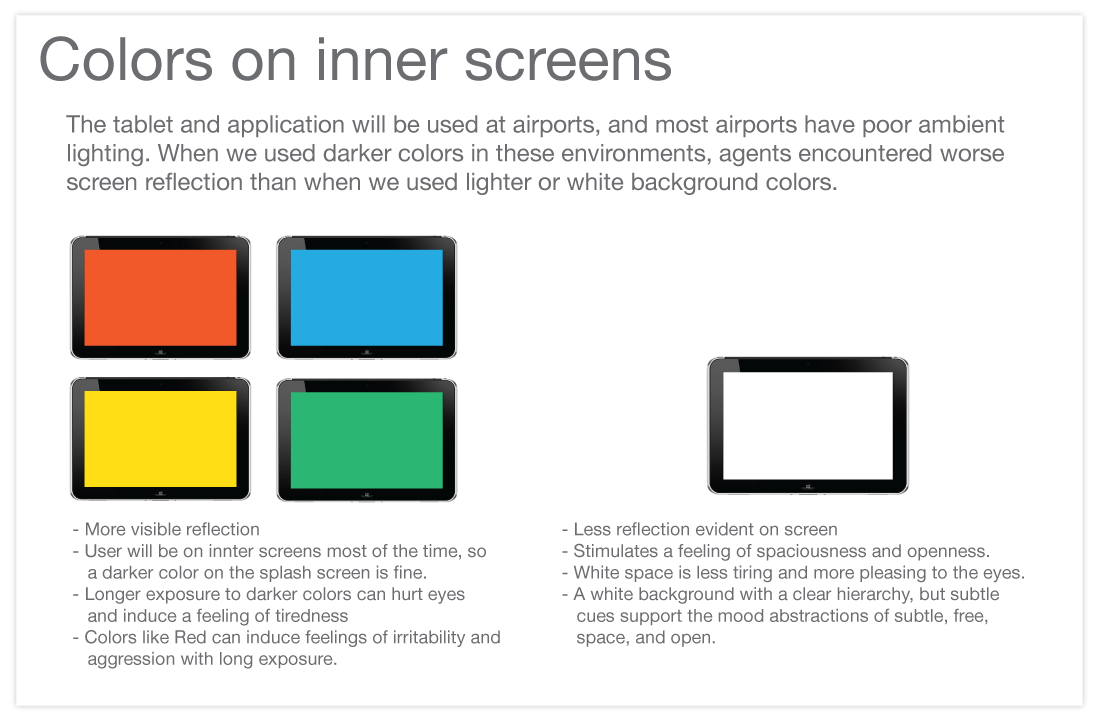 Colors on inner screens
The tablet and application will be used at airports, and most airports have poor ambient
lighting. When we used darker colors in these environments, agents encountered worse
screen reflection than when we used lighter or white background colors.
- More visible reflection
- User will be on innter screens most of the time, so
a darker color on the splash screen is fine.
- Longer exposure to darker colors can hurt eyes
and induce a feeling of tiredness
- Colors like Red can induce feelings of irritability and
aggression with long exposure.
- Less reflection evident on screen
- Stimulates a feeling of spaciousness and openness.
- White space is less tiring and more pleasing to the eyes.
- A white background with a clear hierarchy, but subtle
cues support the mood abstractions of subtle, free,
space, and open.